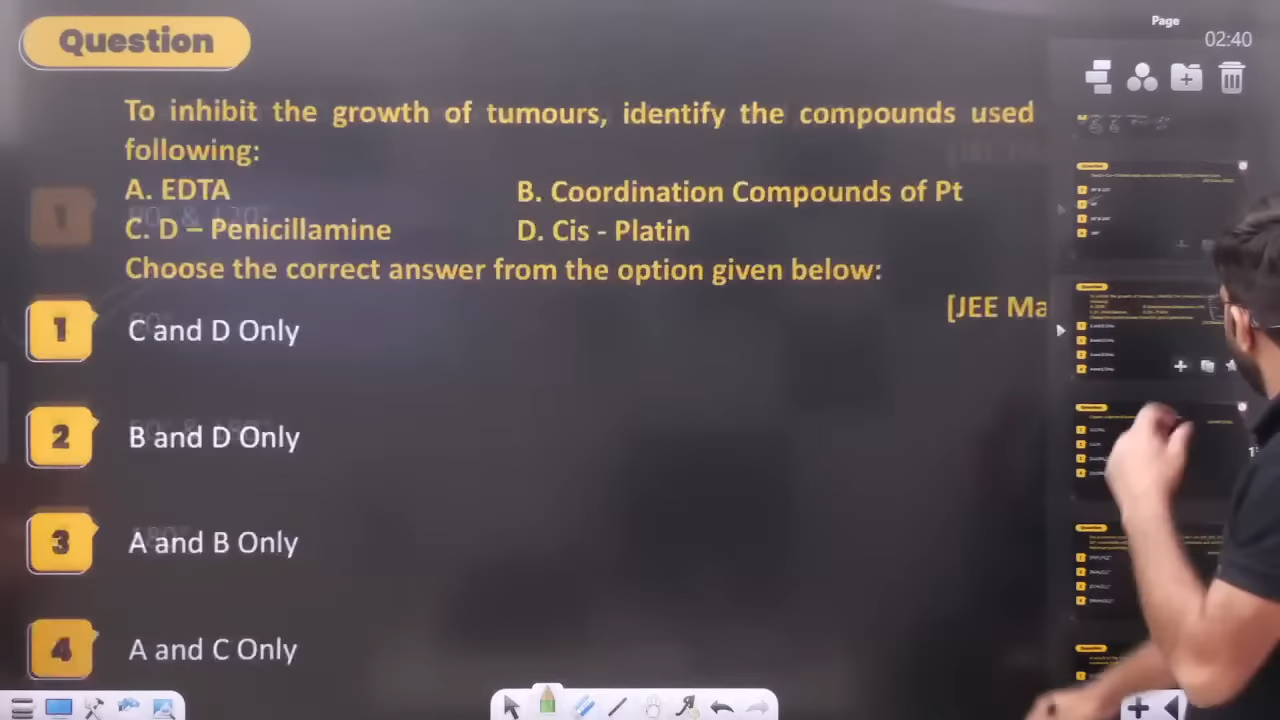 Question
Page
02:40
To inhibit the growth of tumours, identify the compounds used
following:
A. EDTA
B. Coordination Compounds of Pt
C. D – Penicillamine
D. Cis - Platin
Choose the correct answer from the option given below:
[JEE Ma
1 C and D Only
2 B and D Only
3 A and B Only
4 A and C Only